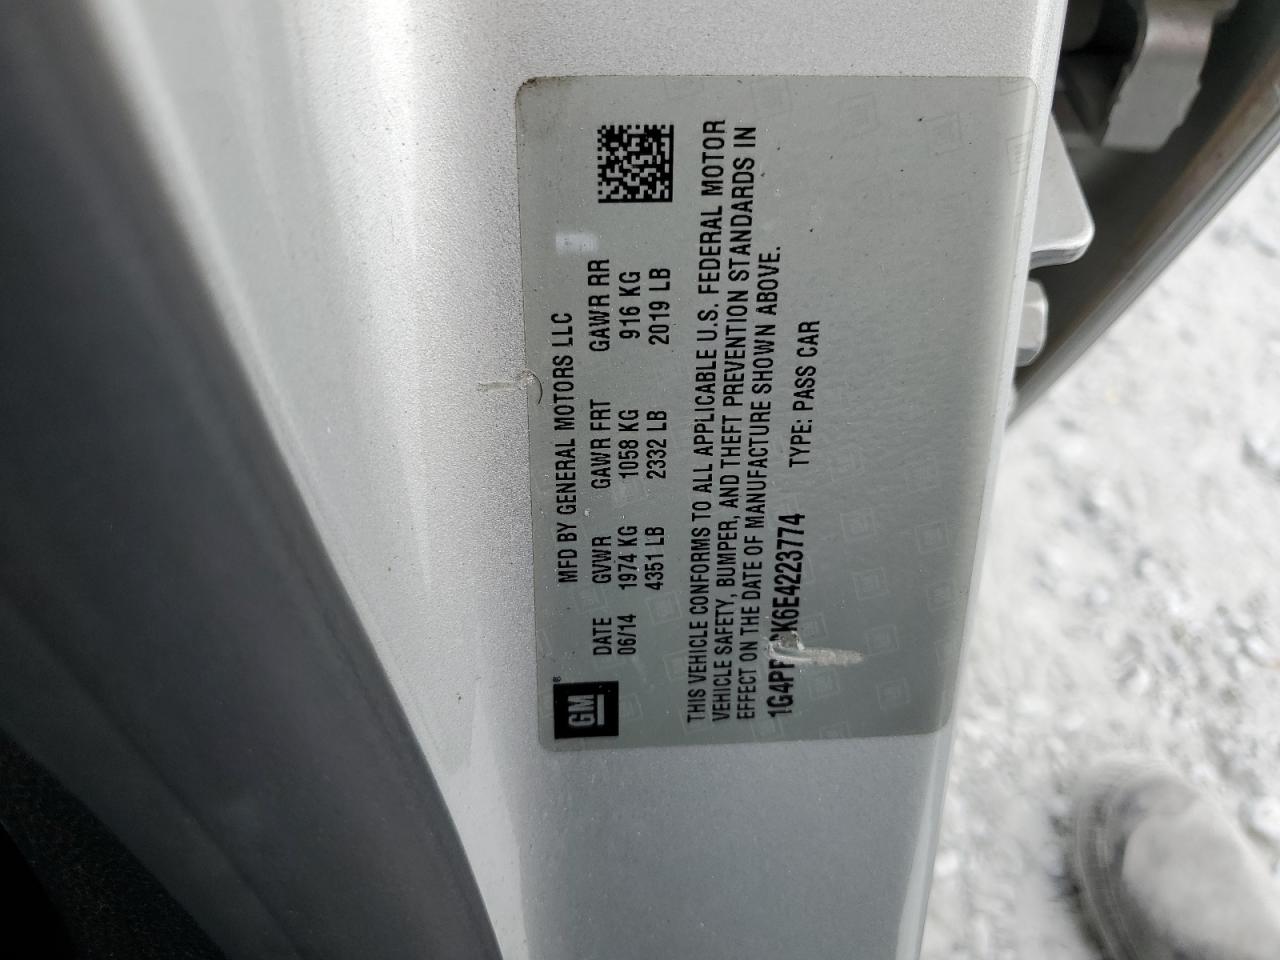 MFD BY GENERAL MOTORS LLC
DATE GVWR GAWR FRT GAWR RR
06/14 1974 KG 1058 KG 916 KG
4351 LB 2332 LB 2019 LB
GM®
THIS VEHICLE CONFORMS TO ALL APPLICABLE U.S. FEDERAL MOTOR
VEHICLE SAFETY, BUMPER, AND THEFT PREVENTION STANDARDS IN
EFFECT ON THE DATE OF MANUFACTURE SHOWN ABOVE.
TYPE: PASS CAR